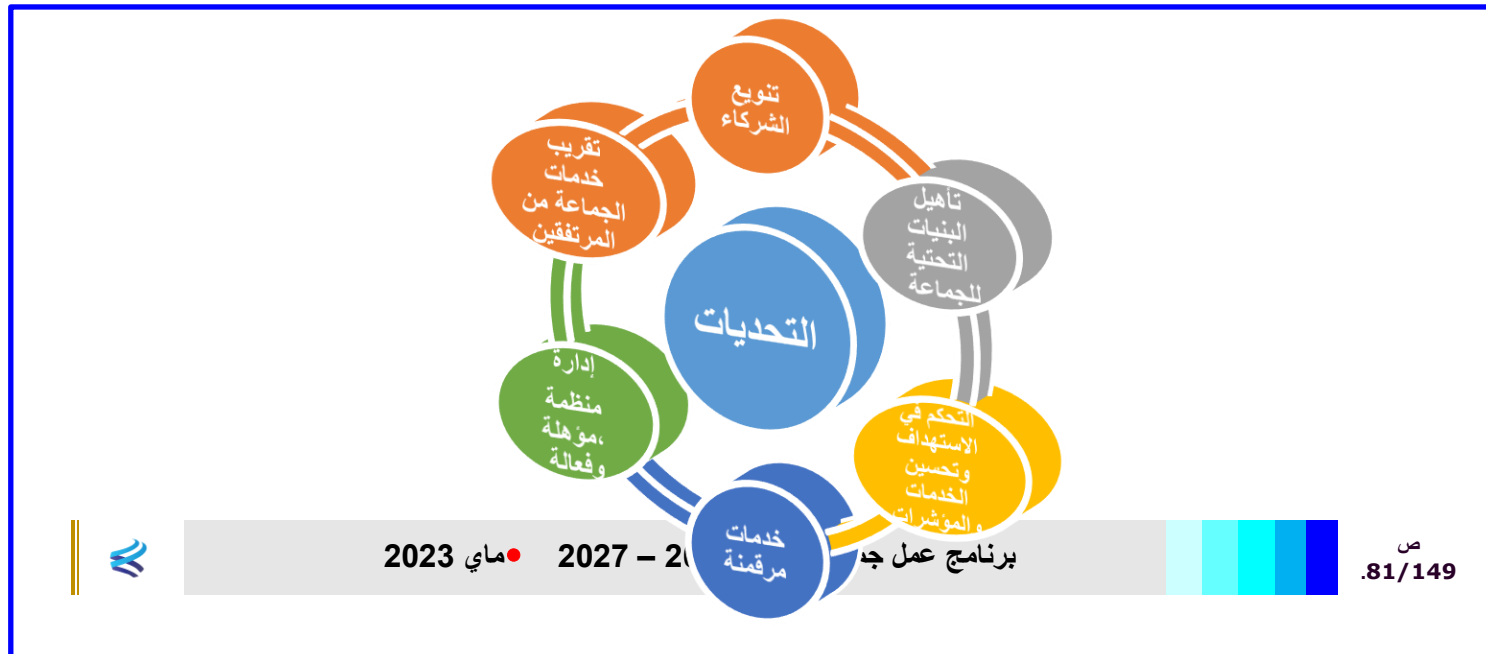 تنويع
الشركاء
تأهيل
البنيات
التحتية
للجماعة
التحكم في
الاستهداف
وتحسين
الخدمات
والمؤشرات
خدمات
مرقمنة
إدارة
منظمة
،مؤهلة
وفعالة
تقريب
خدمات
الجماعة من
المرتفقين
التحديات
برنامج عمل – 2027 ●ماي 2023
ص
81/149.